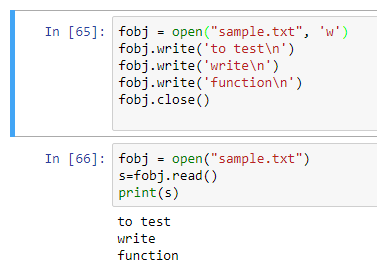 In [65]: fobj = open("sample.txt", 'w')
fobj.write('to test\n')
fobj.write('write\n')
fobj.write('function\n')
fobj.close()
In [66]: fobj = open("sample.txt")
s=fobj.read()
print(s)
to test
write
function